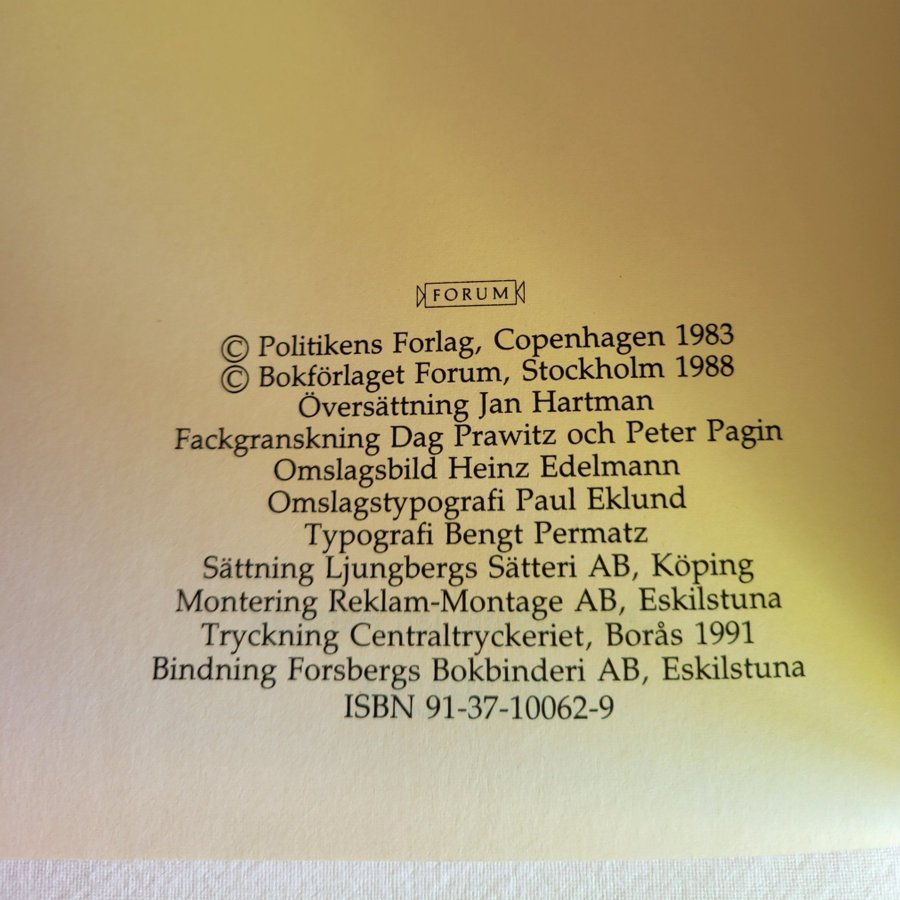 FORUM
© Politikens Forlag, Copenhagen 1983
© Bokförlaget Forum, Stockholm 1988
Översättning Jan Hartman
Fackgranskning Dag Prawitz och Peter Pagin
Omslagsbild Heinz Edelmann
Omslagstypografi Paul Eklund
Typografi Bengt Permatz
Sättning Ljungbergs Sätteri AB, Köping
Montering Reklam-Montage AB, Eskilstuna
Tryckning Centraltryckeriet, Borås 1991
Bindning Forsbergs Bokbinderi AB, Eskilstuna
ISBN 91-37-10062-9